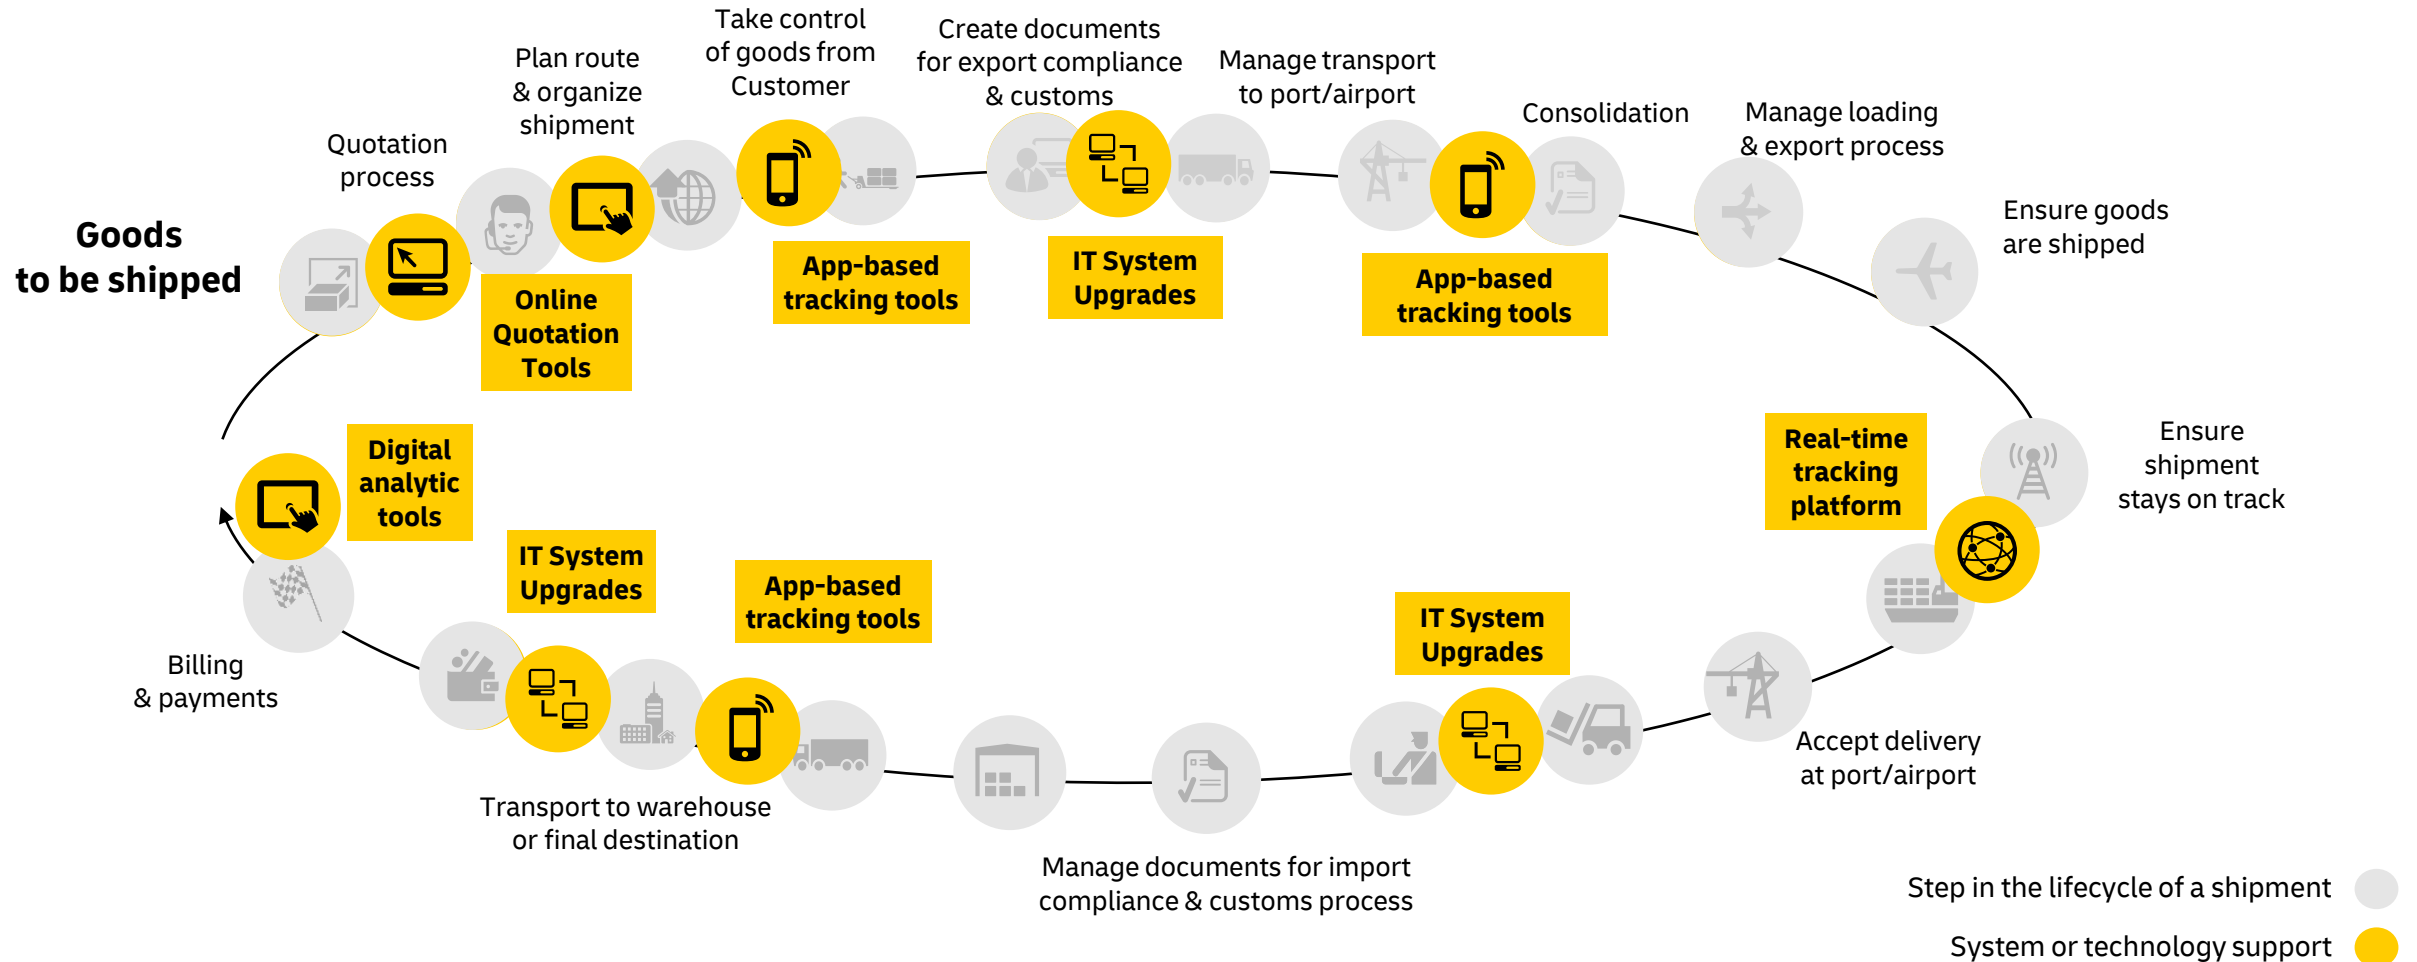 Goods
to be shipped
Quotation
process
Plan route
& organize
shipment
Take control
of goods from
Customer
Create documents
for export compliance
& customs
Manage transport
to port/airport
Consolidation
Manage loading
& export process
Ensure goods
are shipped
Online
Quotation
Tools
App-based
tracking tools
IT System
Upgrades
App-based
tracking tools
Real-time
tracking
platform
Ensure
shipment
stays on track
Accept delivery
at port/airport
IT System
Upgrades
Manage documents for import
compliance & customs process
App-based
tracking tools
Transport to warehouse
or final destination
IT System
Upgrades
Digital
analytic
tools
Billing
& payments
Step in the lifecycle of a shipment
System or technology support